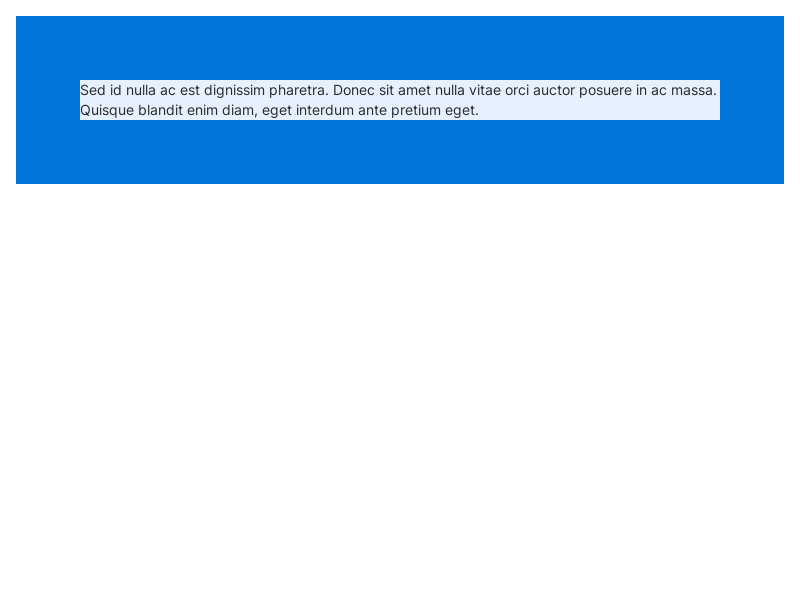 Sed id nulla ac est dignissim pharetra. Donec sit amet nulla vitae orci auctor posuere in ac massa.
Quisque blandit enim diam, eget interdum ante pretium eget.